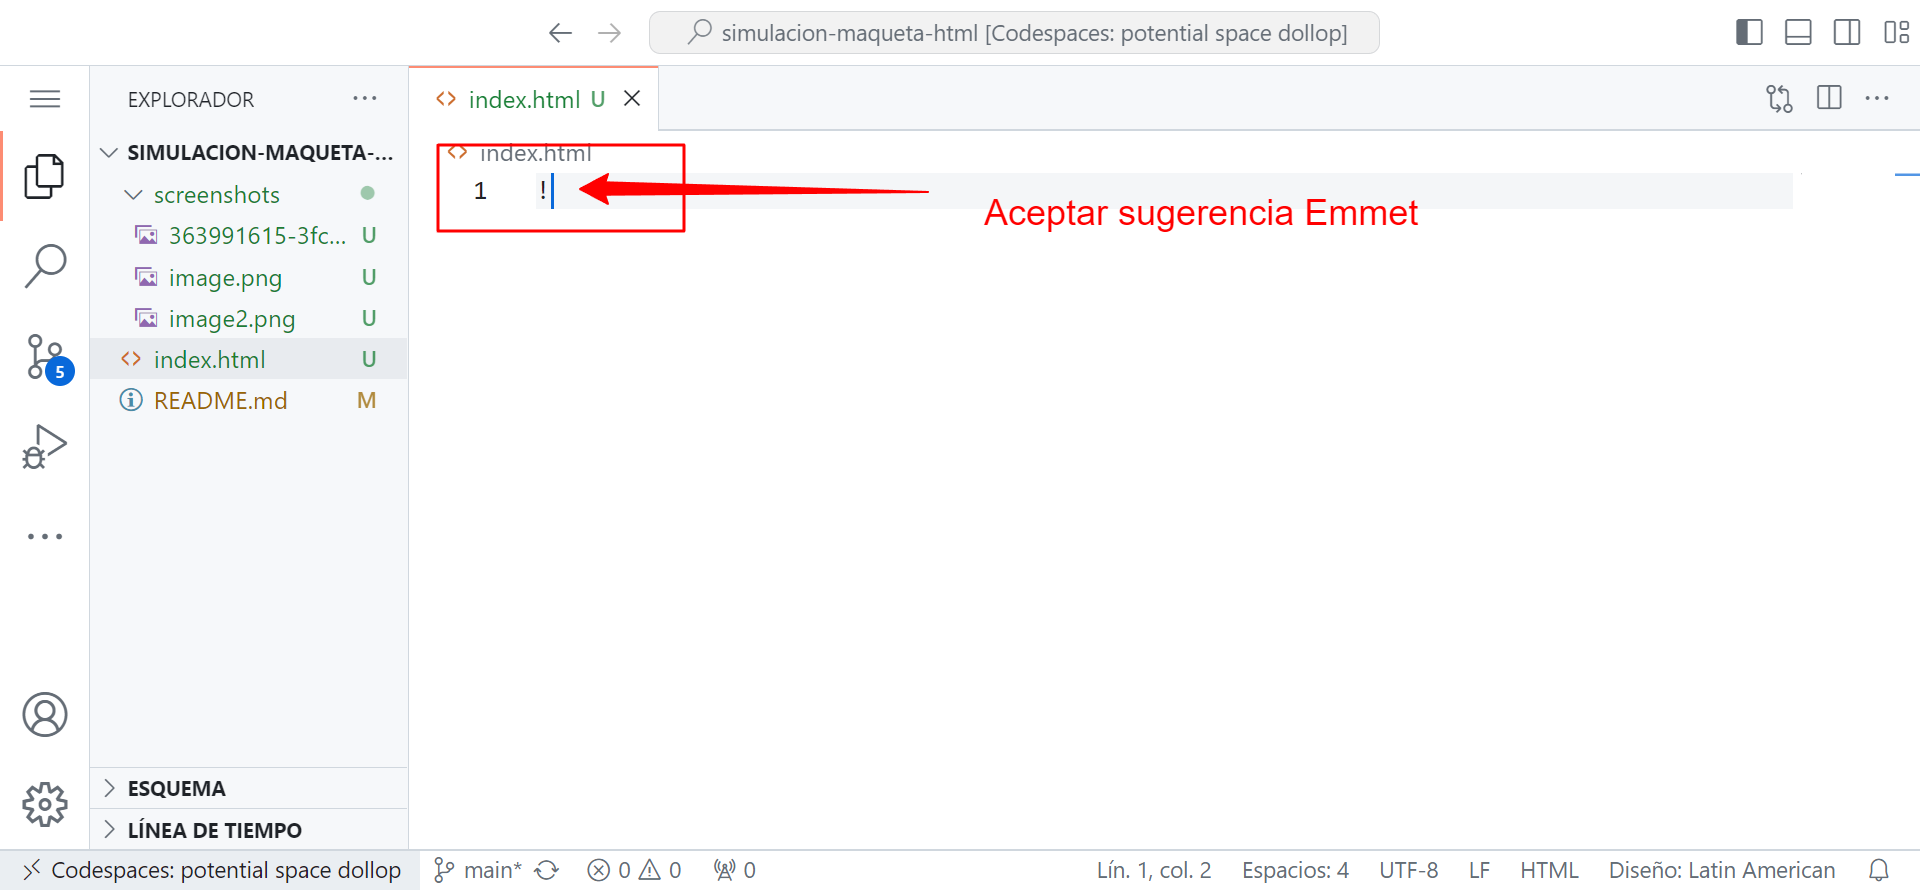 simulacion-maqueta-html [Codespaces: potential space dollop]
EXPLORADOR
SIMULACION-MAQUETA-...
screenshots
363991615-3fc... U
image.png U
image2.png U
index.html U
README.md M
ESQUEMA
LÍNEA DE TIEMPO
index.html U
index.html
1 !
Aceptar sugerencia Emmet
5
Codespaces: potential space dollop main* 0 0 0 Lín. 1, col. 2 Espacios: 4 UTF-8 LF HTML Diseño: Latin American